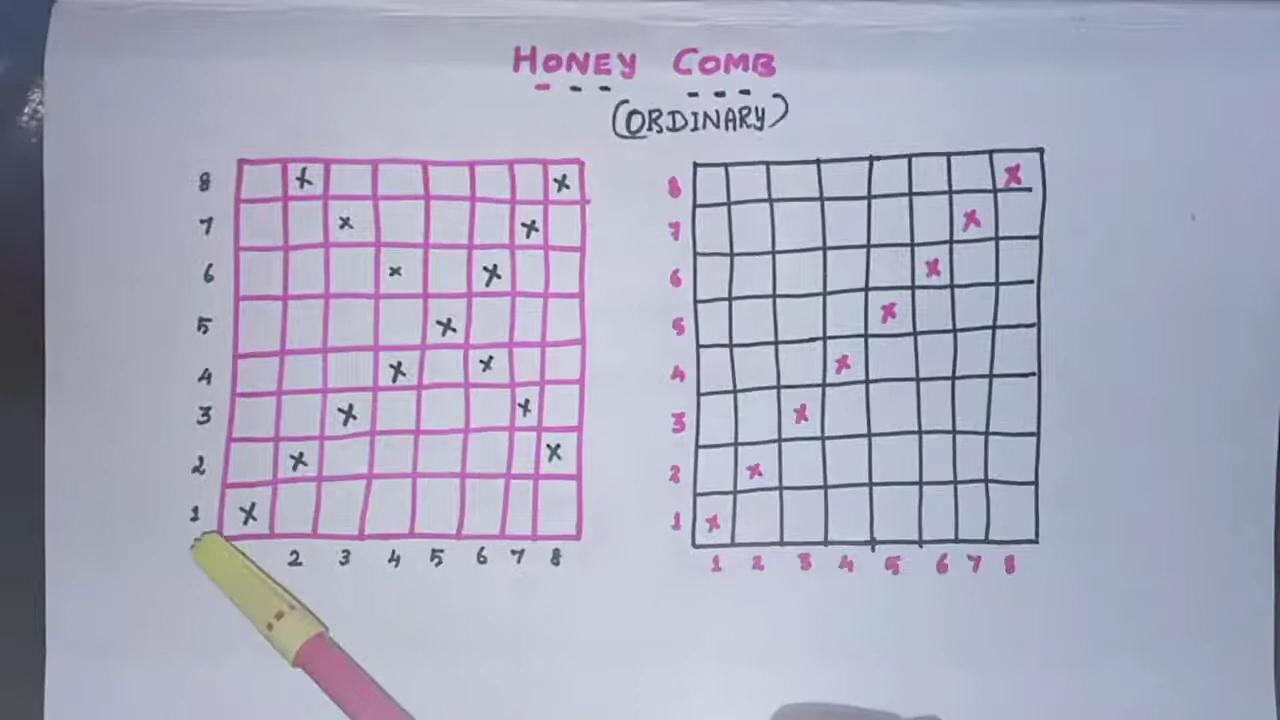 HONEY COMB
(ORDINARY)
8 x x 8 x
7 x x 7 x
6 x x 6 x
5 x 5 x
4 x x 4 x
3 x x 3 x
2 x x 2 x
1 x 1 x
2 3 4 5 6 7 8 1 2 3 4 5 6 7 8